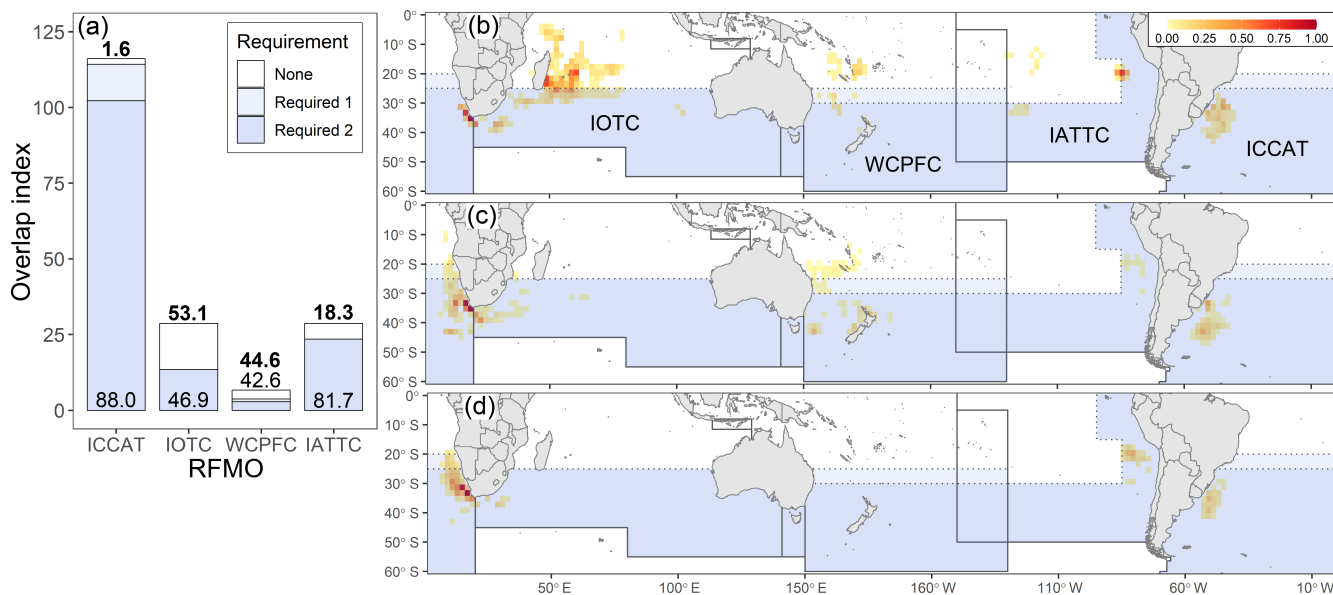 (a)
125
100
75
50
25
0
Overlap index
Requirement
None
Required 1
Required 2
1.6
88.0
53.1
46.9
44.6
42.6
18.3
81.7
ICCAT
IOTC
WCPFC
IATTC
RFMO
(b)
0°
10° S
20° S
30° S
40° S
50° S
60° S
0.00 0.25 0.50 0.75 1.00
IOTC
WCPFC
IATTC
ICCAT
(c)
0°
10° S
20° S
30° S
40° S
50° S
60° S
(d)
0°
10° S
20° S
30° S
40° S
50° S
60° S
50° E
100° E
150° E
160° W
110° W
60° W
10° W